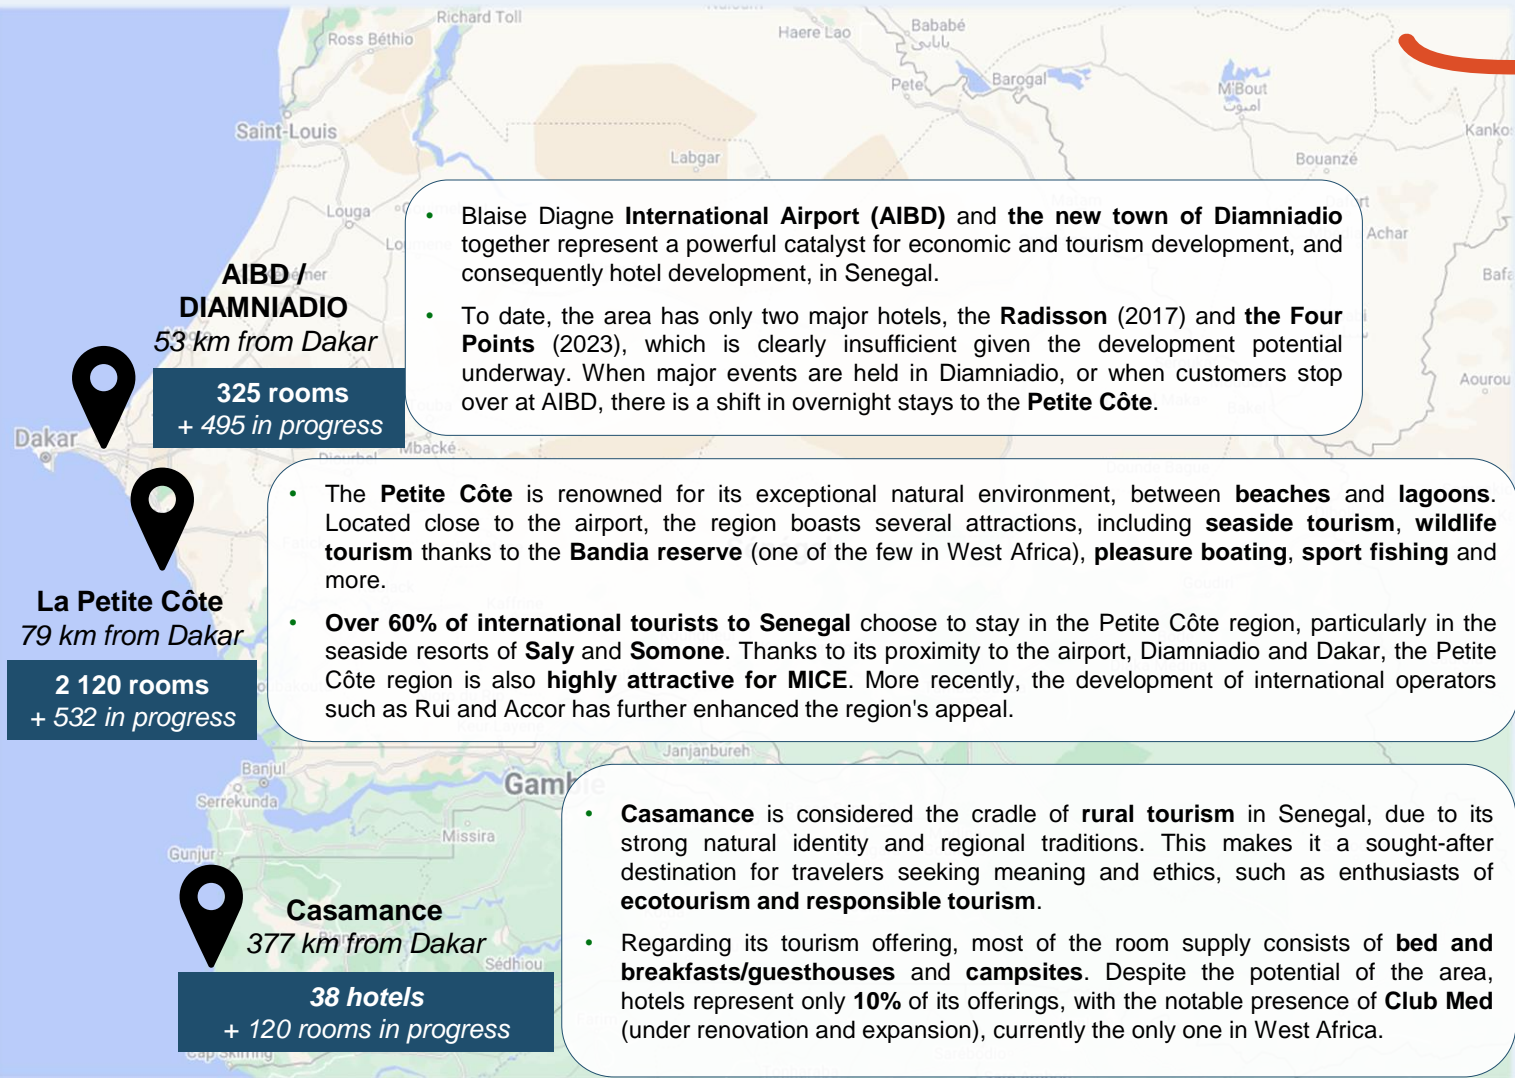 Richard Toll
Ross Béthio
Haere Lao
Bababé
بابابي
Pete
Barogal
M'Bout
امبوت
Kanko
Saint-Louis
Labgar
Bouanzé
Louga
Achar
Bafa
Aourou
Dakar
Mbacké
AIBD /
DIAMNIADIO
53 km from Dakar
325 rooms
+ 495 in progress
• Blaise Diagne International Airport (AIBD) and the new town of Diamniadio
together represent a powerful catalyst for economic and tourism development, and
consequently hotel development, in Senegal.
• To date, the area has only two major hotels, the Radisson (2017) and the Four
Points (2023), which is clearly insufficient given the development potential
underway. When major events are held in Diamniadio, or when customers stop
over at AIBD, there is a shift in overnight stays to the Petite Côte.
La Petite Côte
79 km from Dakar
2 120 rooms
+ 532 in progress
• The Petite Côte is renowned for its exceptional natural environment, between beaches and lagoons.
Located close to the airport, the region boasts several attractions, including seaside tourism, wildlife
tourism thanks to the Bandia reserve (one of the few in West Africa), pleasure boating, sport fishing and
more.
• Over 60% of international tourists to Senegal choose to stay in the Petite Côte region, particularly in the
seaside resorts of Saly and Somone. Thanks to its proximity to the airport, Diamniadio and Dakar, the Petite
Côte region is also highly attractive for MICE. More recently, the development of international operators
such as Rui and Accor has further enhanced the region's appeal.
Janjanbureh
Banjul
Serrekunda
Gambie
Missira
Gunjur
Sédhiou
Cap Skirring
Casamance
377 km from Dakar
38 hotels
+ 120 rooms in progress
• Casamance is considered the cradle of rural tourism in Senegal, due to its
strong natural identity and regional traditions. This makes it a sought-after
destination for travelers seeking meaning and ethics, such as enthusiasts of
ecotourism and responsible tourism.
• Regarding its tourism offering, most of the room supply consists of bed and
breakfasts/guesthouses and campsites. Despite the potential of the area,
hotels represent only 10% of its offerings, with the notable presence of Club Med
(under renovation and expansion), currently the only one in West Africa.